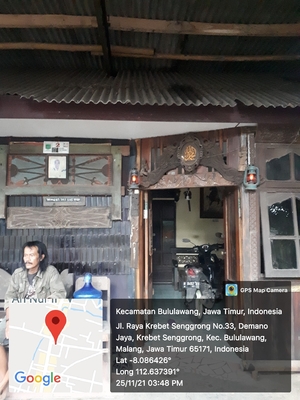 GPS Map Camera
Kecamatan Bululawang, Jawa Timur, Indonesia
Jl. Raya Krebet Senggrong No.33, Demano
Jaya, Krebet Senggrong, Kec. Bululawang,
Malang, Jawa Timur 65171, Indonesia
Lat -8.086426°
Long 112.637391°
25/11/21 03:48 PM
Google